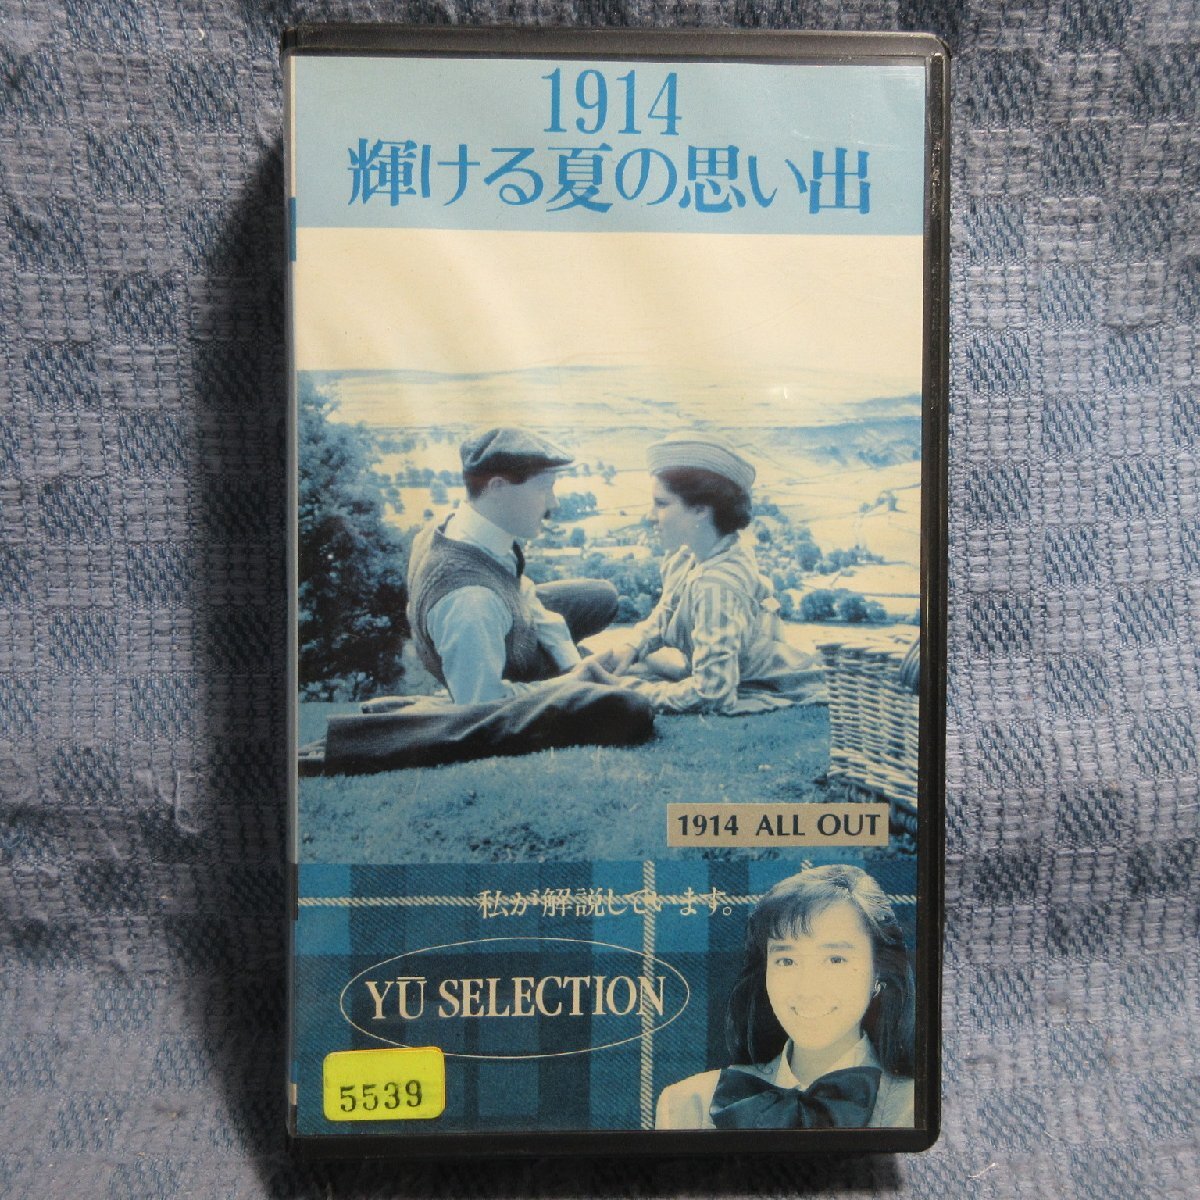 1914
輝ける夏の思い出
1914 ALL OUT
私が解説しています。
YŪ SELECTION
5539